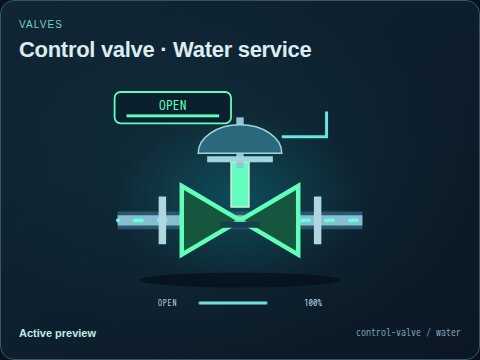 VALVES
Control valve · Water service
OPEN
OPEN 100%
Active preview control-valve / water